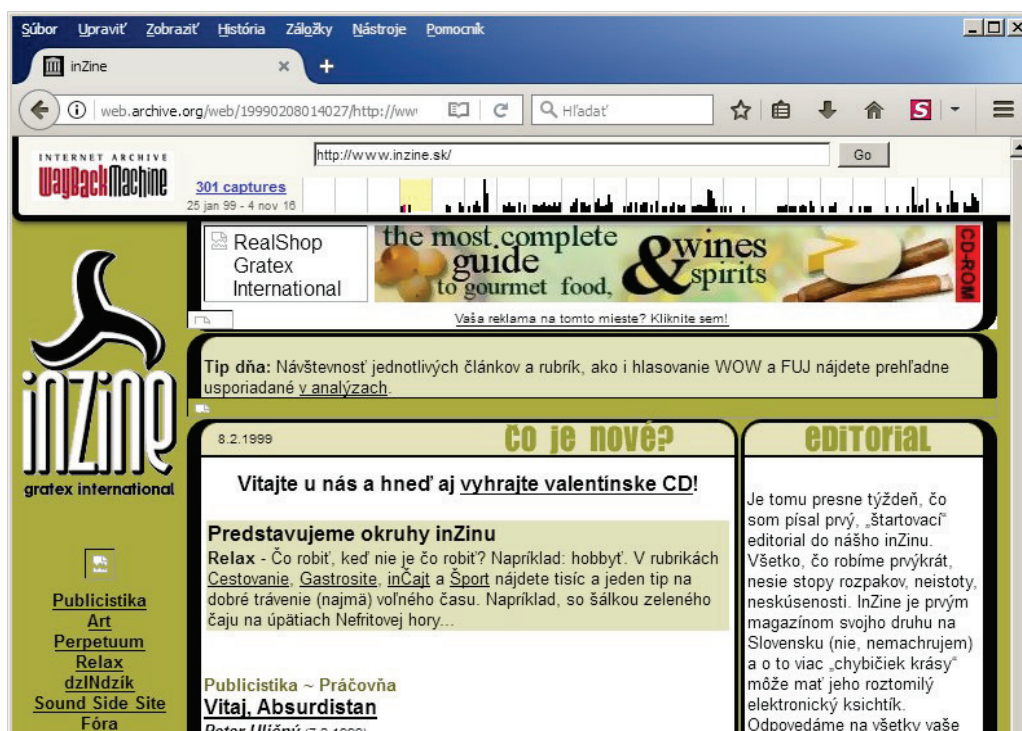 Súbor Upraviť Zobraziť História Záložky Nástroje Pomocník
inZine
web.archive.org/web/19990208014027/http://www
Hľadať
INTERNET ARCHIVE
WayBackMachine
http://www.inzine.sk/
Go
301 captures
25 jan 99 - 4 nov 16
RealShop
Gratex
International
the most complete
guide
to gourmet food,
wines
& spirits
CD-ROM
Vaša reklama na tomto mieste? Kliknite sem!
Tip dňa: Návštevnosť jednotlivých článkov a rubrík, ako i hlasovanie WOW a FUJ nájdete prehľadne
usporiadané v analýzach.
inZine
gratex international
Publicistika
Art
Perpetuum
Relax
dzINdzík
Sound Side Site
Fóra
8.2.1999
čo je nové?
Vitajte u nás a hneď aj vyhrajte valentínske CD!
Predstavujeme okruhy inZinu
Relax - Čo robiť, keď nie je čo robiť? Napríklad: hobbyť. V rubrikách
Cestovanie, Gastrosite, inČajt a Šport nájdete tisíc a jeden tip na
dobré trávenie (najmä) voľného času. Napríklad, so šálkou zeleného
čaju na úpätiach Nefritovej hory...
Publicistika ~ Práčovňa
Vitaj, Absurdistan
Peter Uličný (7.2.1999)
eDiTorial
Je tomu presne týždeň, čo
som písal prvý, „štartovací“
editorial do nášho inZinu.
Všetko, čo robíme prvýkrát,
nesie stopy rozpakov, neistoty,
neskúsenosti. InZine je prvým
magazínom svojho druhu na
Slovensku (nie, nemachrujem)
a o to viac „chybičiek krásy“
môže mať jeho roztomilý
elektronický ksichtík.
Odpovedáme na všetky vaše